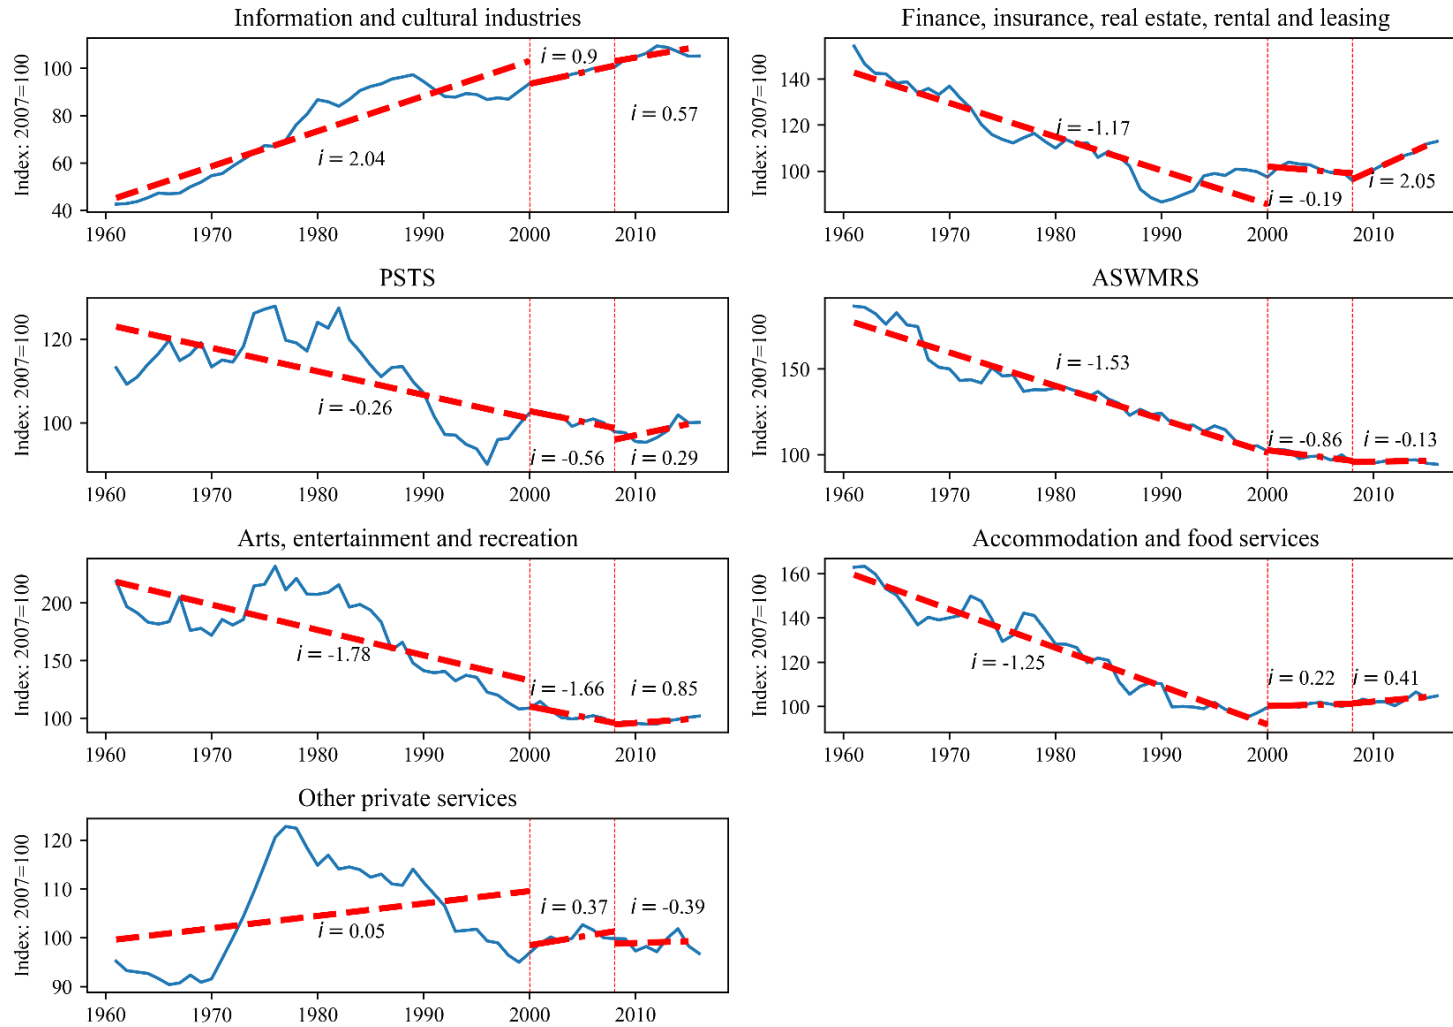 Information and cultural industries
Index: 2007=100
100
80
60
40
i = 0.9
i = 0.57
i = 2.04
1960 1970 1980 1990 2000 2010
Finance, insurance, real estate, rental and leasing
Index: 2007=100
140
120
100
i = -1.17
i = 2.05
i = -0.19
1960 1970 1980 1990 2000 2010
PSTS
Index: 2007=100
120
100
i = -0.26
i = -0.56
i = 0.29
1960 1970 1980 1990 2000 2010
ASWMRS
Index: 2007=100
150
100
i = -1.53
i = -0.86
i = -0.13
1960 1970 1980 1990 2000 2010
Arts, entertainment and recreation
Index: 2007=100
200
150
100
i = -1.78
i = -1.66
i = 0.85
1960 1970 1980 1990 2000 2010
Accommodation and food services
Index: 2007=100
160
140
120
100
i = -1.25
i = 0.22
i = 0.41
1960 1970 1980 1990 2000 2010
Other private services
Index: 2007=100
120
110
100
90
i = 0.05
i = 0.37
i = -0.39
1960 1970 1980 1990 2000 2010